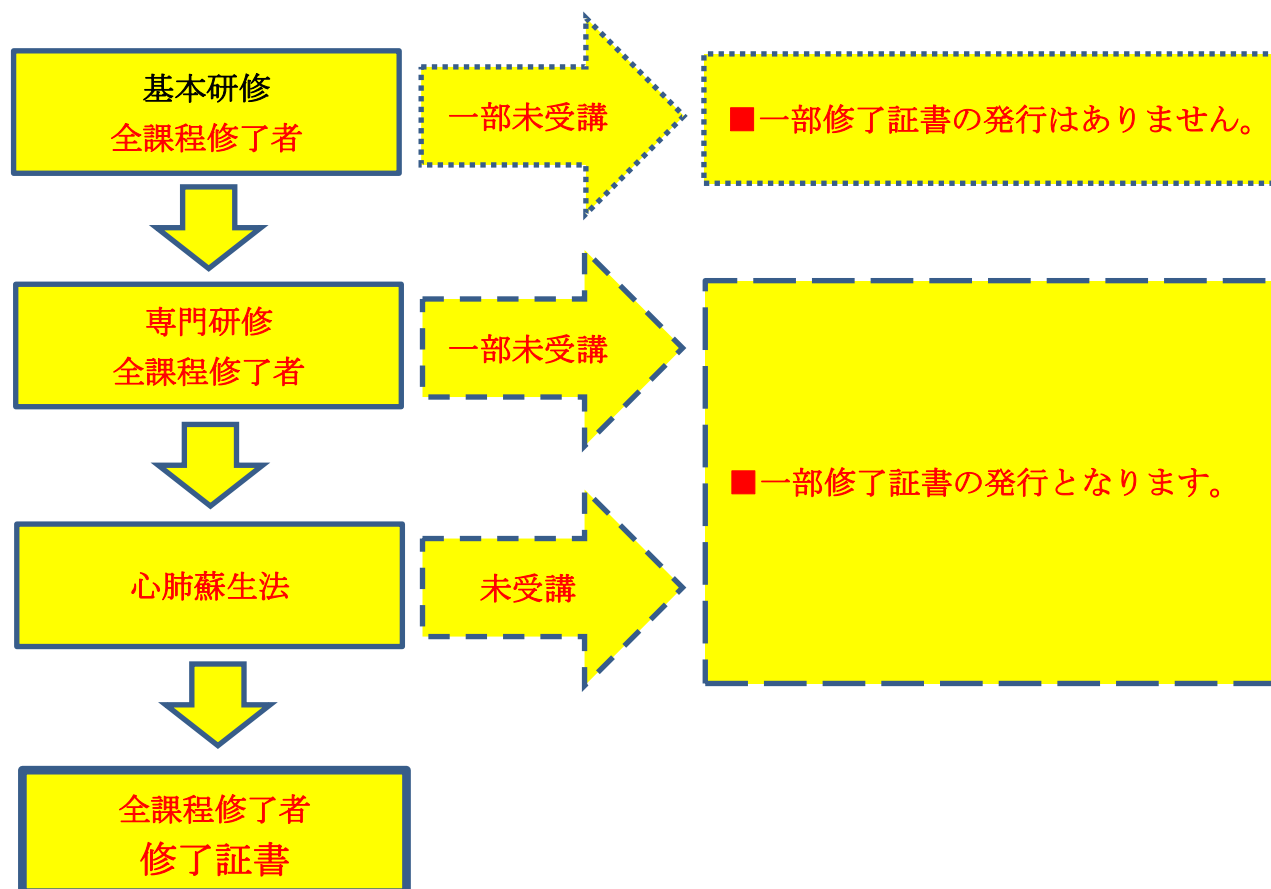 基本研修
全課程修了者
一部未受講
■一部修了証書の発行はありません。
専門研修
全課程修了者
一部未受講
■一部修了証書の発行となります。
心肺蘇生法
未受講
全課程修了者
修了証書